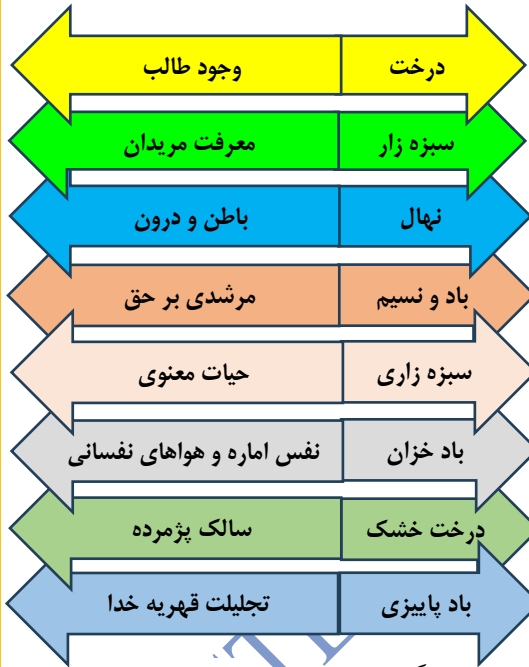 درخت وجود طالب
سبزه زار معرفت مریدان
نهال باطن و درون
باد و نسیم مرشدی بر حق
سبزه زاری حیات معنوی
باد خزان نفس اماره و هواهای نفسانی
درخت خشک سالک پژمرده
باد پاییزی تجلیلت قهریه خدا